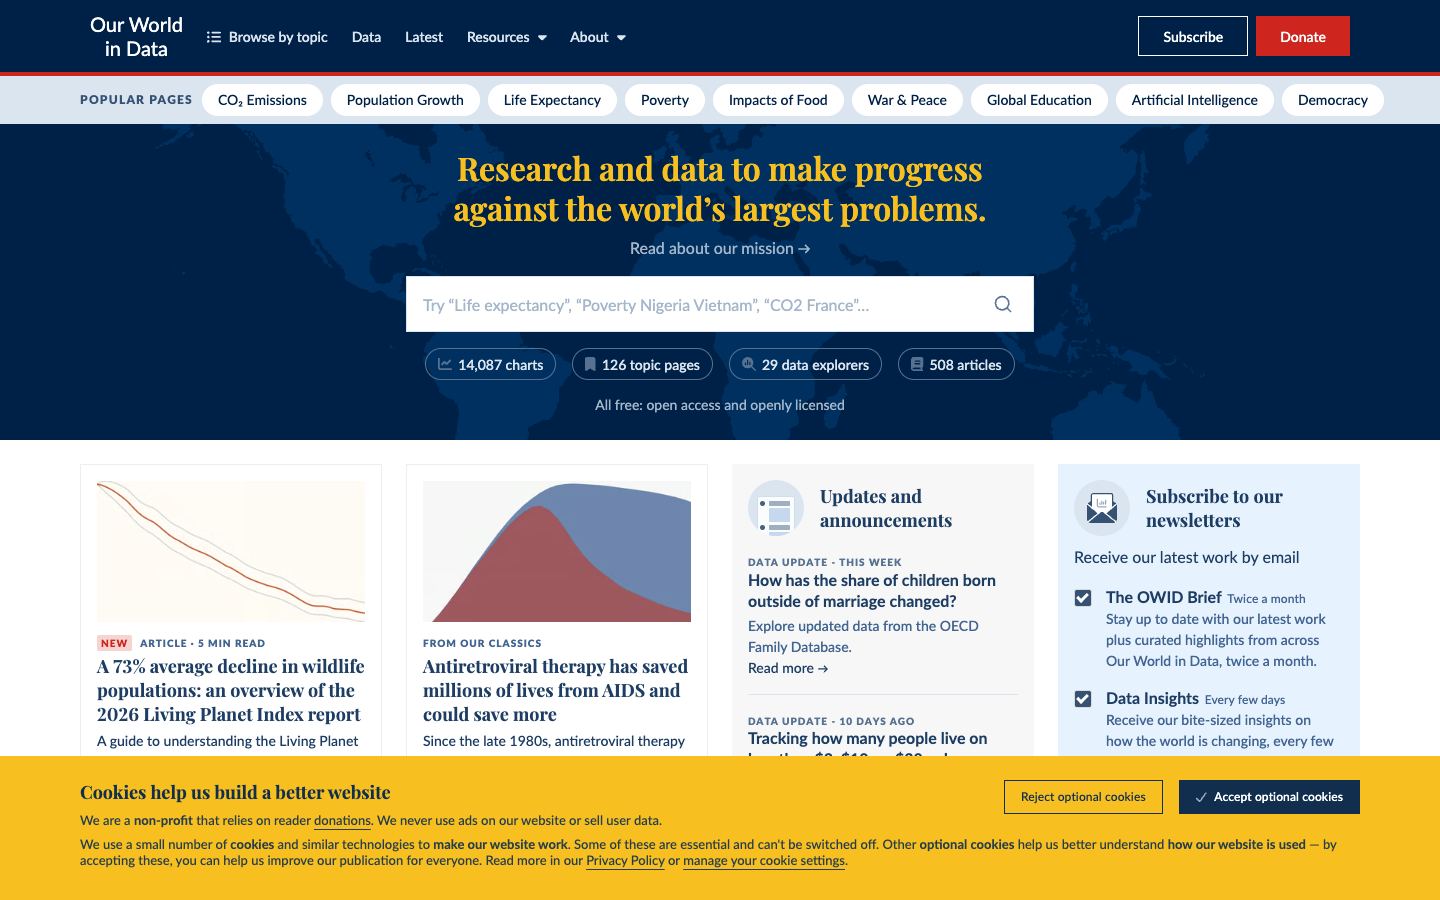 Our World
in Data
Browse by topic
Data
Latest
Resources
About
Subscribe
Donate
POPULAR PAGES
CO₂ Emissions
Population Growth
Life Expectancy
Poverty
Impacts of Food
War & Peace
Global Education
Artificial Intelligence
Democracy
Research and data to make progress
against the world’s largest problems.
Read about our mission →
Try “Life expectancy”, “Poverty Nigeria Vietnam”, “CO2 France”...
14,087 charts
126 topic pages
29 data explorers
508 articles
All free: open access and openly licensed
NEW ARTICLE · 5 MIN READ
A 73% average decline in wildlife
populations: an overview of the
2026 Living Planet Index report
A guide to understanding the Living Planet
FROM OUR CLASSICS
Antiretroviral therapy has saved
millions of lives from AIDS and
could save more
Since the late 1980s, antiretroviral therapy
Updates and
announcements
DATA UPDATE · THIS WEEK
How has the share of children born
outside of marriage changed?
Explore updated data from the OECD
Family Database.
Read more →
DATA UPDATE · 10 DAYS AGO
Tracking how many people live on
Subscribe to our
newsletters
Receive our latest work by email
The OWID Brief Twice a month
Stay up to date with our latest work
plus curated highlights from across
Our World in Data, twice a month.
Data Insights Every few days
Receive our bite-sized insights on
how the world is changing, every few
Cookies help us build a better website
We are a non-profit that relies on reader donations. We never use ads on our website or sell user data.
We use a small number of cookies and similar technologies to make our website work. Some of these are essential and can't be switched off. Other optional cookies help us better understand how our website is used — by
accepting these, you can help us improve our publication for everyone. Read more in our Privacy Policy or manage your cookie settings.
Reject optional cookies
Accept optional cookies